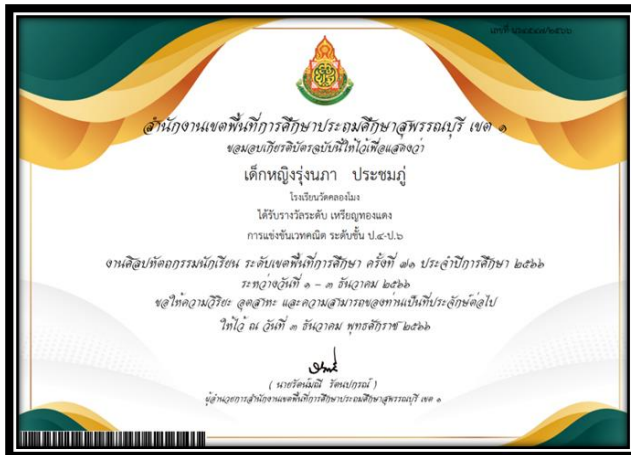 สำนักงานเขตพื้นที่การศึกษาประถมศึกษาสุพรรณบุรี เขต ๑
ขอมอบเกียรติบัตรฉบับนี้ให้ไว้เพื่อแสดงว่า
เด็กหญิงรุ่งนภา ประชมภู่
โรงเรียนวัดคลองโมง
ได้รับรางวัลระดับ เหรียญทองแดง
การแข่งขันเวทคณิต ระดับชั้น ป.๔-ป.๖
งานศิลปหัตถกรรมนักเรียน ระดับเขตพื้นที่การศึกษา ครั้งที่ ๗๑ ประจำปีการศึกษา ๒๕๖๖
ระหว่างวันที่ ๑ - ๓ ธันวาคม ๒๕๖๖
ขอให้ความวิริยะ อุตสาหะ และความสามารถของท่านเป็นที่ประจักษ์ต่อไป
ให้ไว้ ณ วันที่ ๓ ธันวาคม พุทธศักราช ๒๕๖๖
( นายรัตน์มณี รัตนปกรณ์ )
ผู้อำนวยการสำนักงานเขตพื้นที่การศึกษาประถมศึกษาสุพรรณบุรี เขต ๑